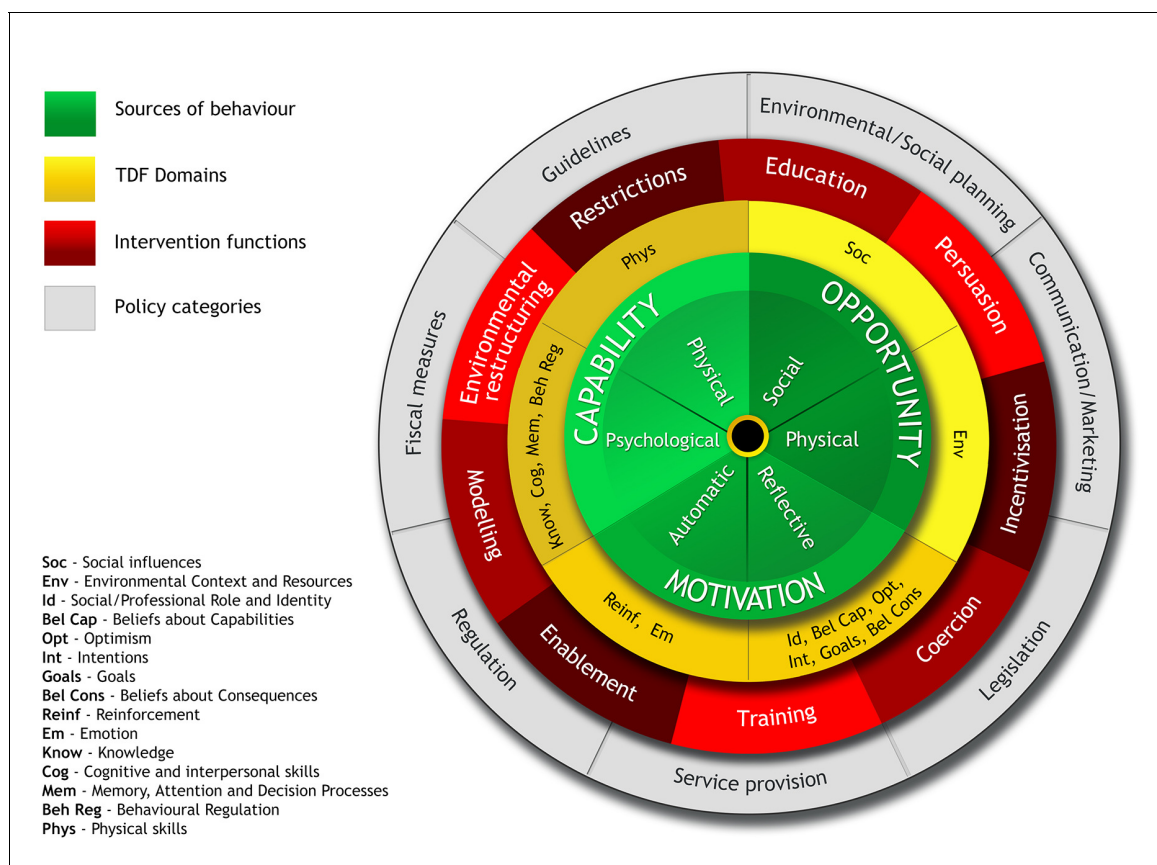 Sources of behaviour
TDF Domains
Intervention functions
Policy categories
Soc - Social influences
Env - Environmental Context and Resources
Id - Social/Professional Role and Identity
Bel Cap - Beliefs about Capabilities
Opt - Optimism
Int - Intentions
Goals - Goals
Bel Cons - Beliefs about Consequences
Reinf - Reinforcement
Em - Emotion
Know - Knowledge
Cog - Cognitive and interpersonal skills
Mem - Memory, Attention and Decision Processes
Beh Reg - Behavioural Regulation
Phys - Physical skills
Guidelines
Environmental/Social planning
Communication/Marketing
Legislation
Service provision
Regulation
Fiscal measures
Restrictions
Education
Persuasion
Incentivisation
Coercion
Training
Enablement
Modelling
Environmental
restructuring
Phys
Soc
Env
Id, Bel Cap, Opt,
Int, Goals, Bel Cons
Reinf, Em
Know, Cog, Mem, Beh Reg
CAPABILITY
OPPORTUNITY
MOTIVATION
Physical
Social
Physical
Reflective
Automatic
Psychological